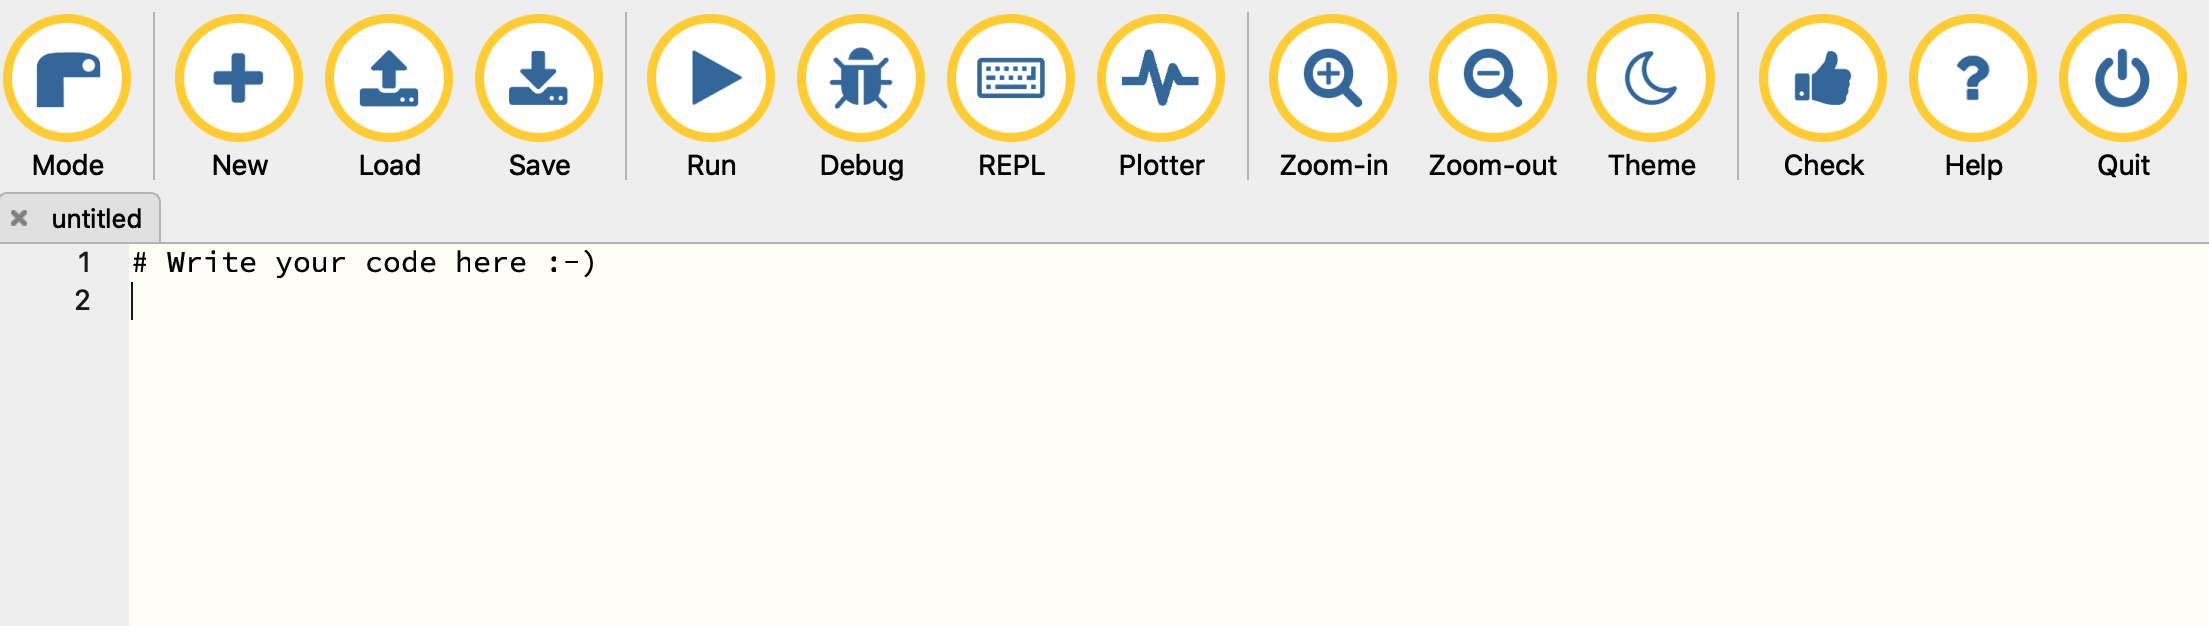 Mode New Load Save Run Debug REPL Plotter Zoom-in Zoom-out Theme Check Help Quit
untitled
1 # Write your code here :-)
2